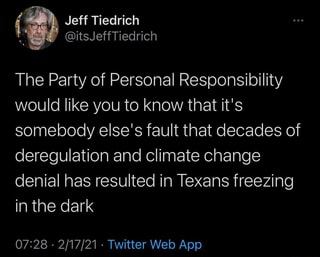 Jeff Tiedrich
@itsJeffTiedrich
The Party of Personal Responsibility
would like you to know that it's
somebody else's fault that decades of
deregulation and climate change
denial has resulted in Texans freezing
in the dark
07:28 · 2/17/21 · Twitter Web App